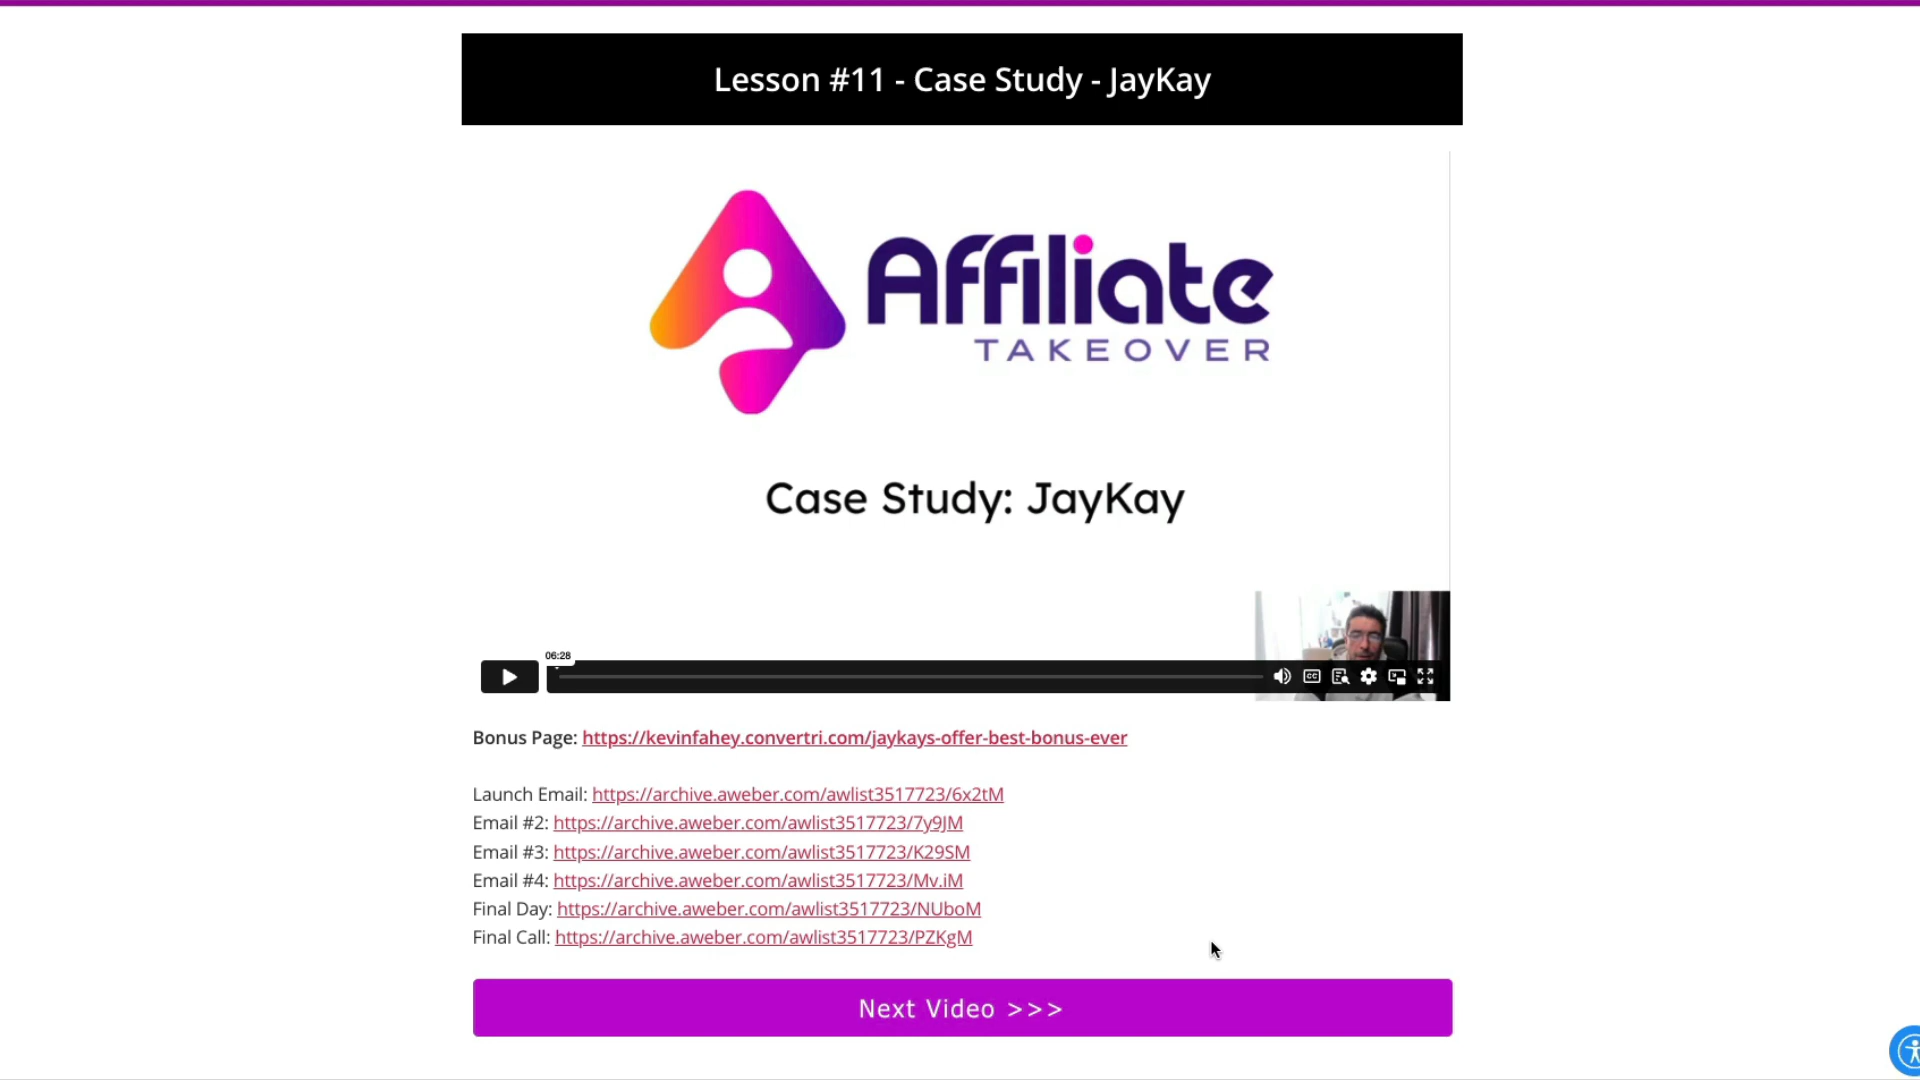 Lesson #11 - Case Study - JayKay
Affiliate
TAKEOVER
Case Study: JayKay
06:28
CC
Bonus Page: https://kevinfahey.convertri.com/jaykays-offer-best-bonus-ever
Launch Email: https://archive.aweber.com/awlist3517723/6x2tM
Email #2: https://archive.aweber.com/awlist3517723/7y9JM
Email #3: https://archive.aweber.com/awlist3517723/K29SM
Email #4: https://archive.aweber.com/awlist3517723/Mv.iM
Final Day: https://archive.aweber.com/awlist3517723/NUboM
Final Call: https://archive.aweber.com/awlist3517723/PZKgM
Next Video >>>